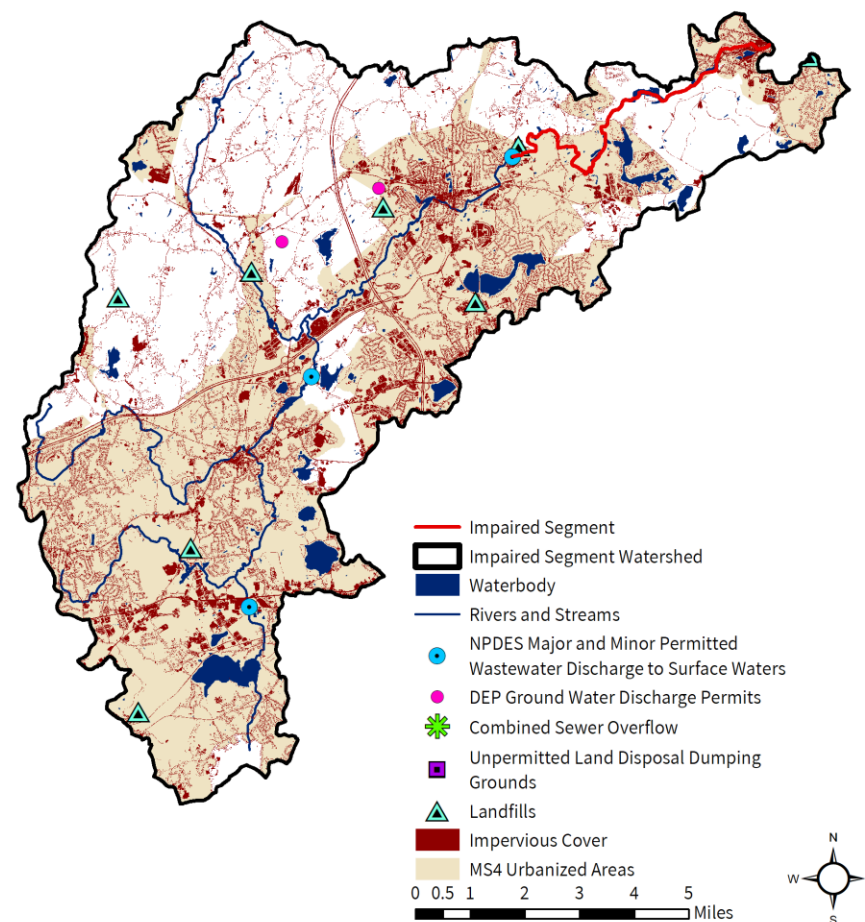 Impaired Segment
Impaired Segment Watershed
Waterbody
Rivers and Streams
NPDES Major and Minor Permitted
Wastewater Discharge to Surface Waters
DEP Ground Water Discharge Permits
Combined Sewer Overflow
Unpermitted Land Disposal Dumping
Grounds
Landfills
Impervious Cover
MS4 Urbanized Areas
0 0.5 1 2 3 4 5
Miles
N
W E
S